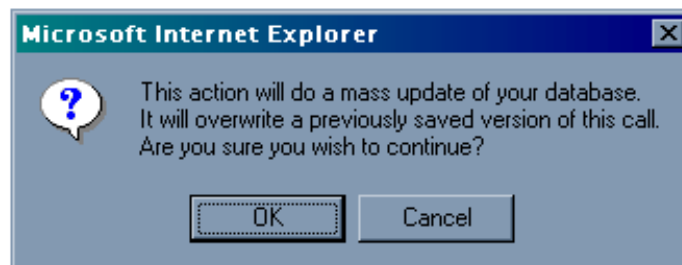 Microsoft Internet Explorer
This action will do a mass update of your database.
It will overwrite a previously saved version of this call.
Are you sure you wish to continue?
OK
Cancel